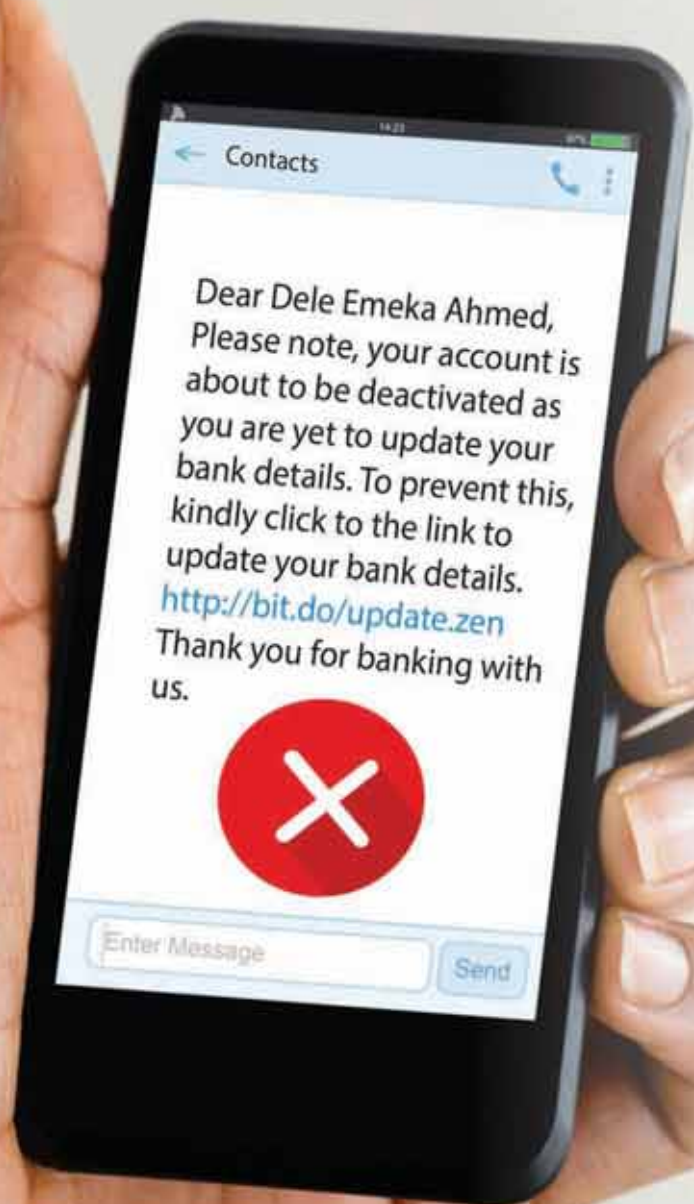 14:23
Contacts
Dear Dele Emeka Ahmed,
Please note, your account is
about to be deactivated as
you are yet to update your
bank details. To prevent this,
kindly click to the link to
update your bank details.
http://bit.do/update.zen
Thank you for banking with
us.
Enter Message
Send